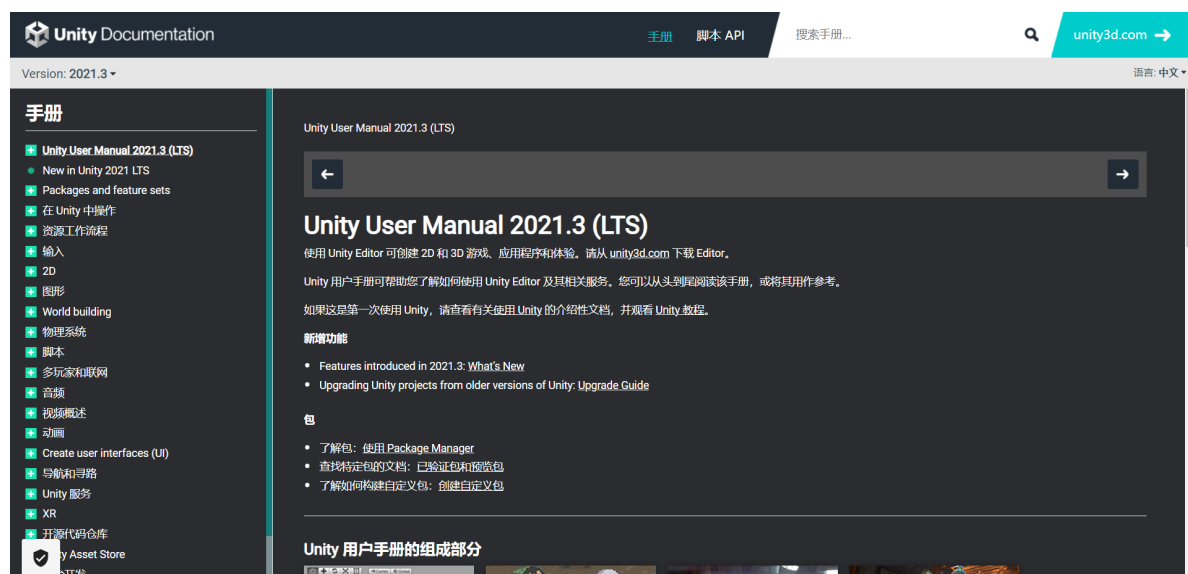 Unity Documentation
手册
脚本 API
搜索手册...
unity3d.com
Version: 2021.3
语言: 中文
手册
Unity User Manual 2021.3 (LTS)
New in Unity 2021 LTS
Packages and feature sets
在 Unity 中操作
资源工作流程
输入
2D
图形
World building
物理系统
脚本
多玩家和联网
音频
视频概述
动画
Create user interfaces (UI)
导航和寻路
Unity 服务
XR
开源代码仓库
Asset Store
Unity User Manual 2021.3 (LTS)
Unity User Manual 2021.3 (LTS)
使用 Unity Editor 可创建 2D 和 3D 游戏、应用程序和体验。请从 unity3d.com 下载 Editor。
Unity 用户手册可帮助您了解如何使用 Unity Editor 及其相关服务。您可以从头到尾阅读该手册，或将其用作参考。
如果这是第一次使用 Unity，请查看有关使用 Unity 的介绍性文档，并观看 Unity 教程。
新增功能
Features introduced in 2021.3: What's New
Upgrading Unity projects from older versions of Unity: Upgrade Guide
包
了解包：使用 Package Manager
查找特定包的文档：已验证包和预览包
了解如何构建自定义包：创建自定义包
Unity 用户手册的组成部分